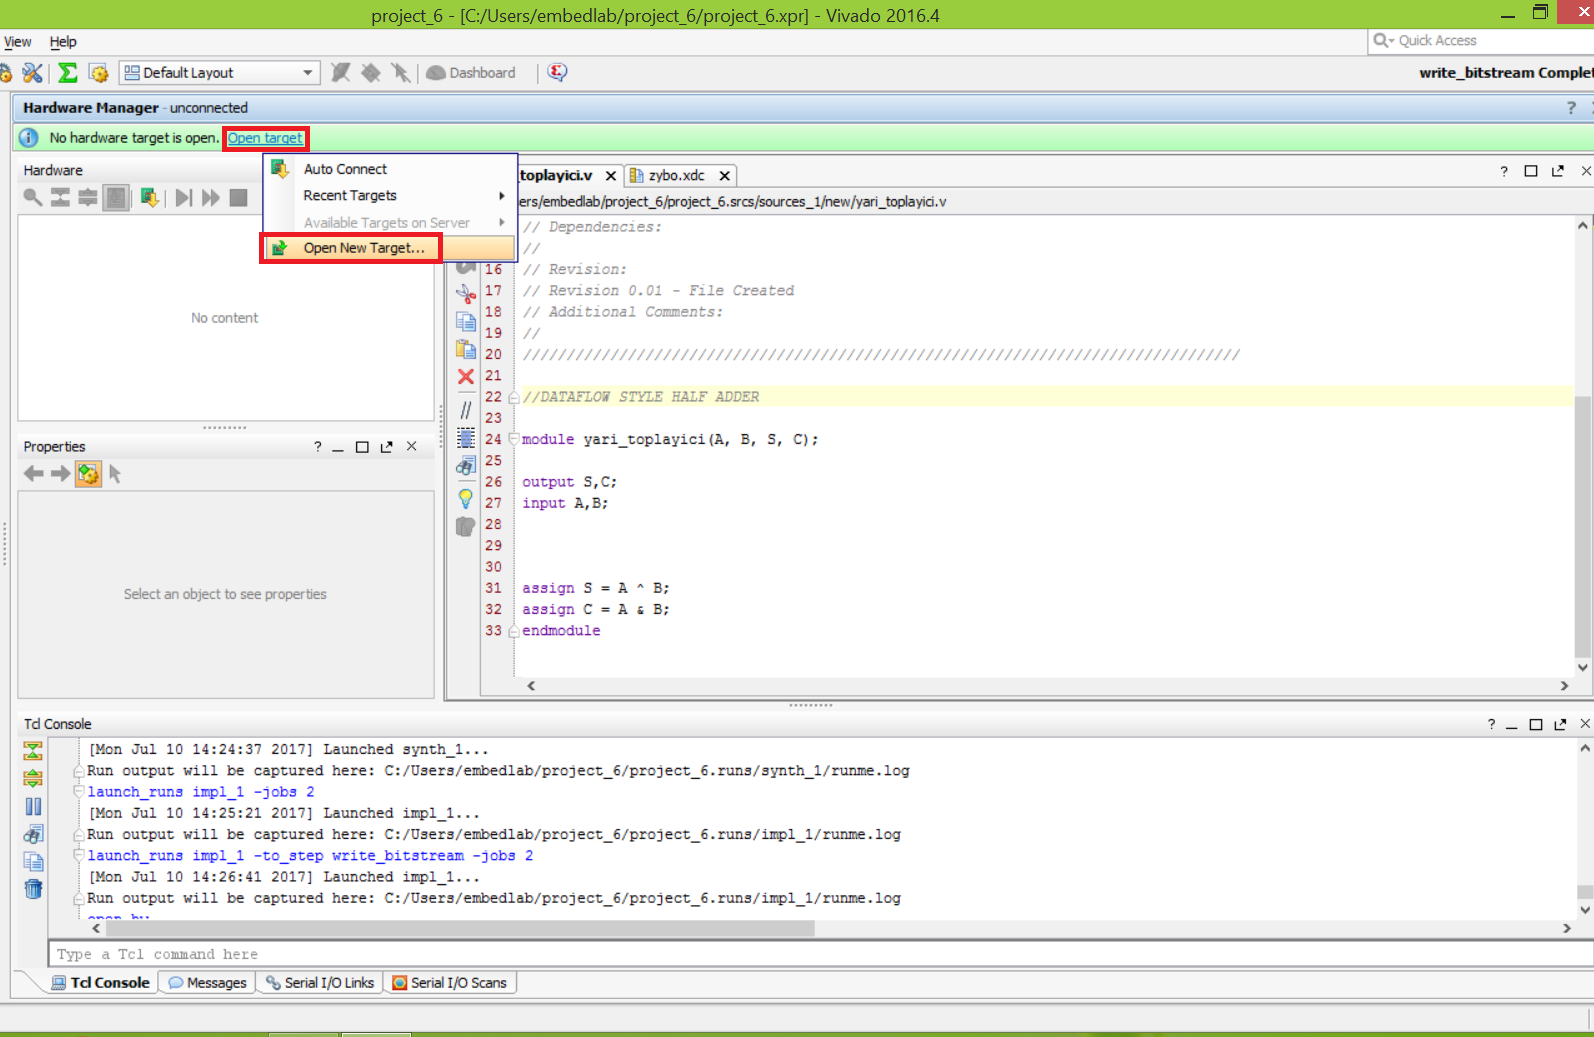 project_6 - [C:/Users/embedlab/project_6/project_6.xpr] - Vivado 2016.4
View Help
Quick Access
Default Layout
Dashboard
write_bitstream Complet
Hardware Manager - unconnected
?
No hardware target is open. Open target
Hardware
Auto Connect
Recent Targets
Available Targets on Server
Open New Target...
_toplayici.v
zybo.xdc
?
ers/embedlab/project_6/project_6.srcs/sources_1/new/yari_toplayici.v
// Dependencies:
//
16 // Revision:
17 // Revision 0.01 - File Created
18 // Additional Comments:
19 //
20 //////////////////////////////////////////////////////////////////////////////////
21
22 //DATAFLOW STYLE HALF ADDER
23
24 module yari_toplayici(A, B, S, C);
25
26 output S,C;
27 input A,B;
28
29
30
31 assign S = A ^ B;
32 assign C = A & B;
33 endmodule
No content
Properties
?
Select an object to see properties
Tcl Console
?
[Mon Jul 10 14:24:37 2017] Launched synth_1...
Run output will be captured here: C:/Users/embedlab/project_6/project_6.runs/synth_1/runme.log
launch_runs impl_1 -jobs 2
[Mon Jul 10 14:25:21 2017] Launched impl_1...
Run output will be captured here: C:/Users/embedlab/project_6/project_6.runs/impl_1/runme.log
launch_runs impl_1 -to_step write_bitstream -jobs 2
[Mon Jul 10 14:26:41 2017] Launched impl_1...
Run output will be captured here: C:/Users/embedlab/project_6/project_6.runs/impl_1/runme.log
Type a Tcl command here
Tcl Console
Messages
Serial I/O Links
Serial I/O Scans